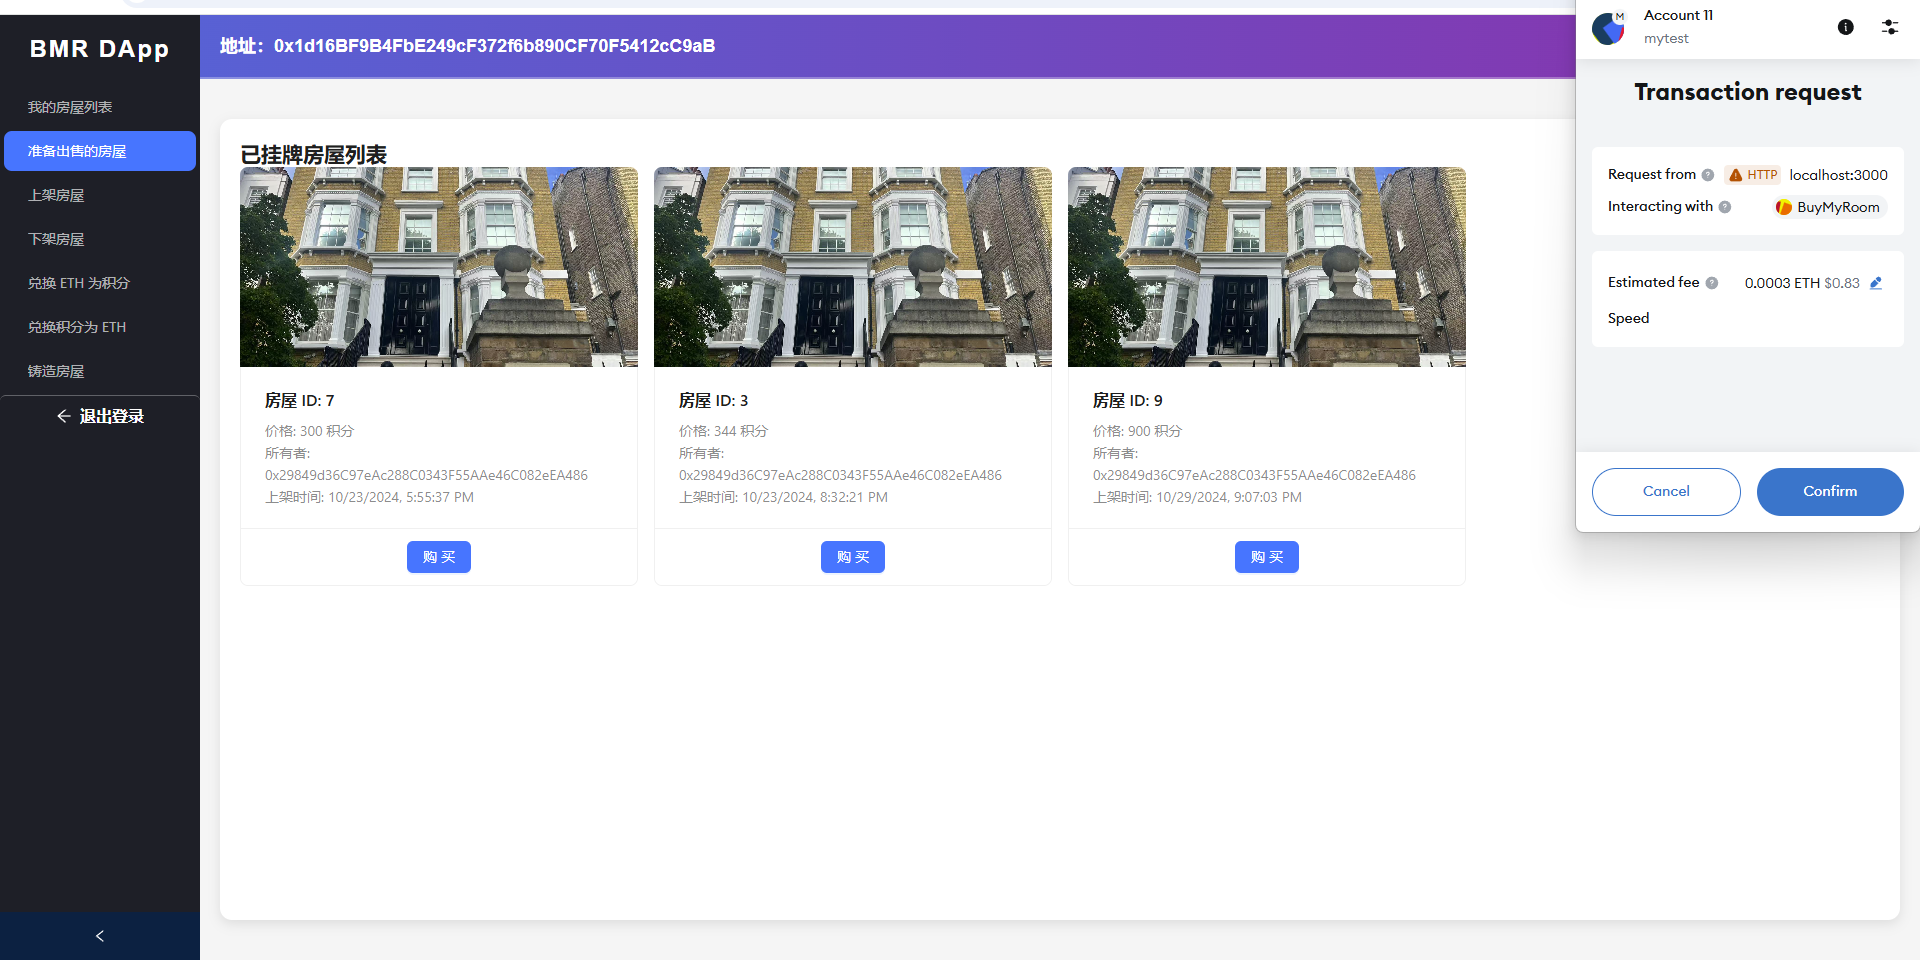 BMR DApp
我的房屋列表
准备出售的房屋
上架房屋
下架房屋
兑换 ETH 为积分
兑换积分为 ETH
铸造房屋
退出登录
地址：0x1d16BF9B4FbE249cF372f6b890CF70F5412cC9aB
已挂牌房屋列表
房屋 ID: 7
价格: 300 积分
所有者:
0x29849d36C97eAc288C0343F55AAe46C082eEA486
上架时间: 10/23/2024, 5:55:37 PM
购买
房屋 ID: 3
价格: 344 积分
所有者:
0x29849d36C97eAc288C0343F55AAe46C082eEA486
上架时间: 10/23/2024, 8:32:21 PM
购买
房屋 ID: 9
价格: 900 积分
所有者:
0x29849d36C97eAc288C0343F55AAe46C082eEA486
上架时间: 10/29/2024, 9:07:03 PM
购买
M
Account 11
mytest
Transaction request
Request from ? HTTP localhost:3000
Interacting with ? BuyMyRoom
Estimated fee ? 0.0003 ETH $0.83
Speed
Cancel
Confirm